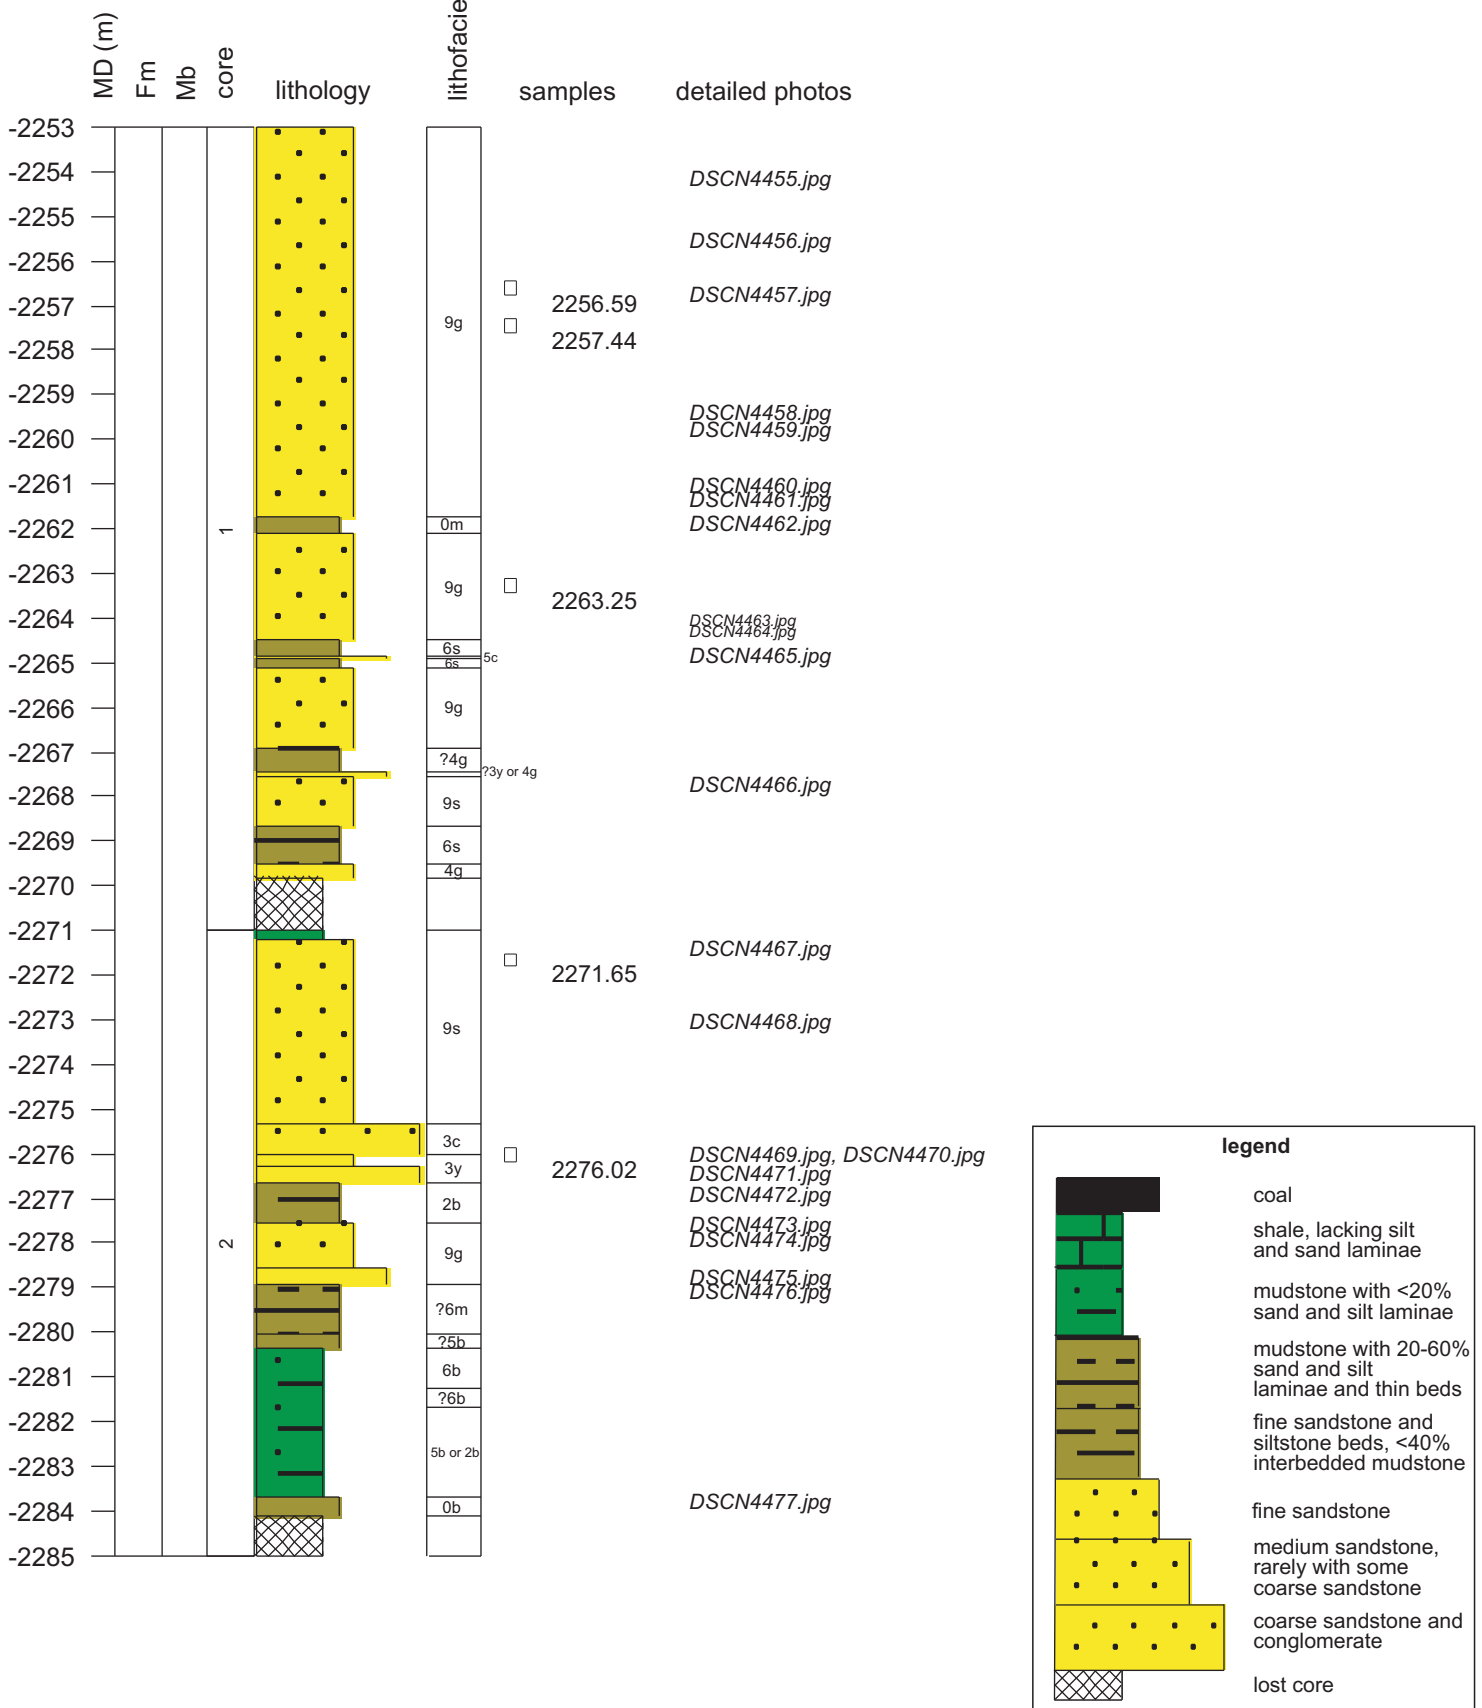 MD (m)
Fm
Mb
core
lithology
lithofacie
samples
detailed photos
-2253
-2254
DSCN4455.jpg
-2255
DSCN4456.jpg
-2256
-2257
2256.59
DSCN4457.jpg
9g
2257.44
-2258
-2259
DSCN4458.jpg
DSCN4459.jpg
-2260
-2261
DSCN4460.jpg
DSCN4461.jpg
-2262
1
0m
DSCN4462.jpg
-2263
9g
2263.25
-2264
DSCN4463.jpg
DSCN4464.jpg
6s
5c
6s
DSCN4465.jpg
-2265
-2266
9g
-2267
?4g
?3y or 4g
DSCN4466.jpg
-2268
9s
-2269
6s
4g
-2270
-2271
DSCN4467.jpg
-2272
2271.65
-2273
9s
DSCN4468.jpg
-2274
-2275
3c
-2276
DSCN4469.jpg, DSCN4470.jpg
3y
2276.02
DSCN4471.jpg
-2277
2b
DSCN4472.jpg
DSCN4473.jpg
-2278
2
9g
DSCN4474.jpg
DSCN4475.jpg
-2279
DSCN4476.jpg
?6m
-2280
?5b
-2281
6b
?6b
-2282
5b or 2b
-2283
-2284
0b
DSCN4477.jpg
-2285
legend
coal
shale, lacking silt
and sand laminae
mudstone with <20%
sand and silt laminae
mudstone with 20-60%
sand and silt
laminae and thin beds
fine sandstone and
siltstone beds, <40%
interbedded mudstone
fine sandstone
medium sandstone,
rarely with some
coarse sandstone
coarse sandstone and
conglomerate
lost core